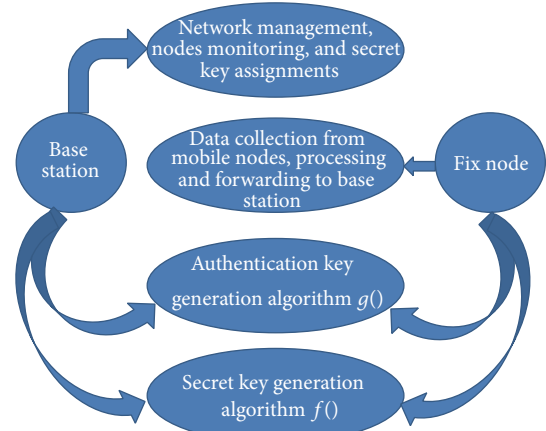 Network management,
nodes monitoring, and secret
key assignments
Base
station
Data collection from
mobile nodes, processing
and forwarding to base
station
Fix node
Authentication key
generation algorithm g()
Secret key generation
algorithm f()